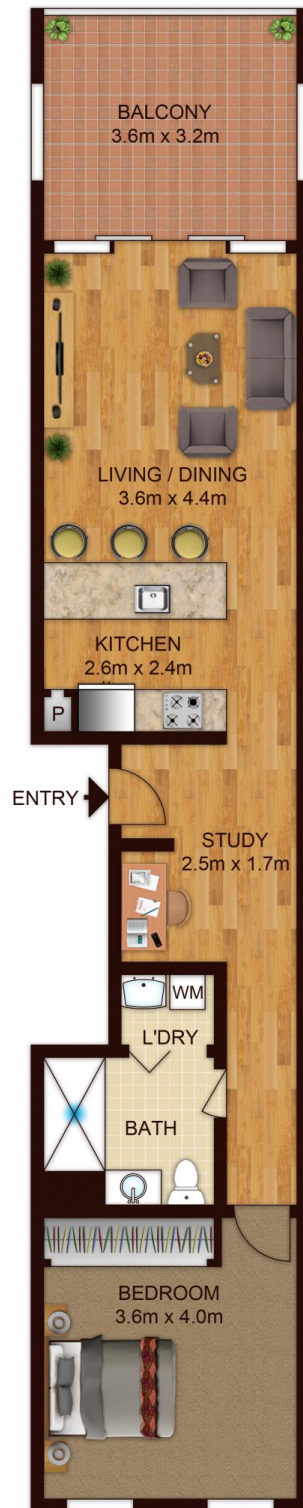 BALCONY
3.6m x 3.2m
LIVING / DINING
3.6m x 4.4m
KITCHEN
2.6m x 2.4m
P
ENTRY
STUDY
2.5m x 1.7m
WM
L'DRY
BATH
BEDROOM
3.6m x 4.0m